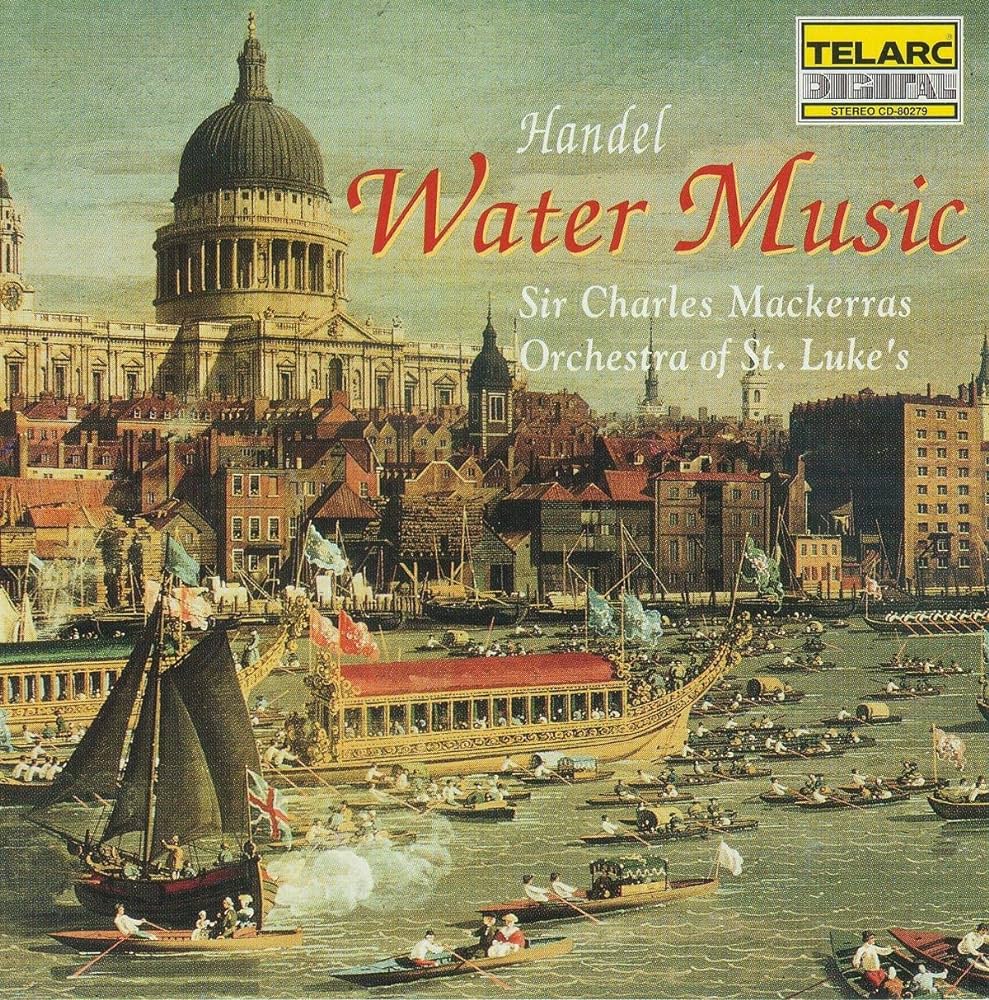 TELARC
DIGITAL
STEREO CD-80279
Handel
Water Music
Sir Charles Mackerras
Orchestra of St. Luke's